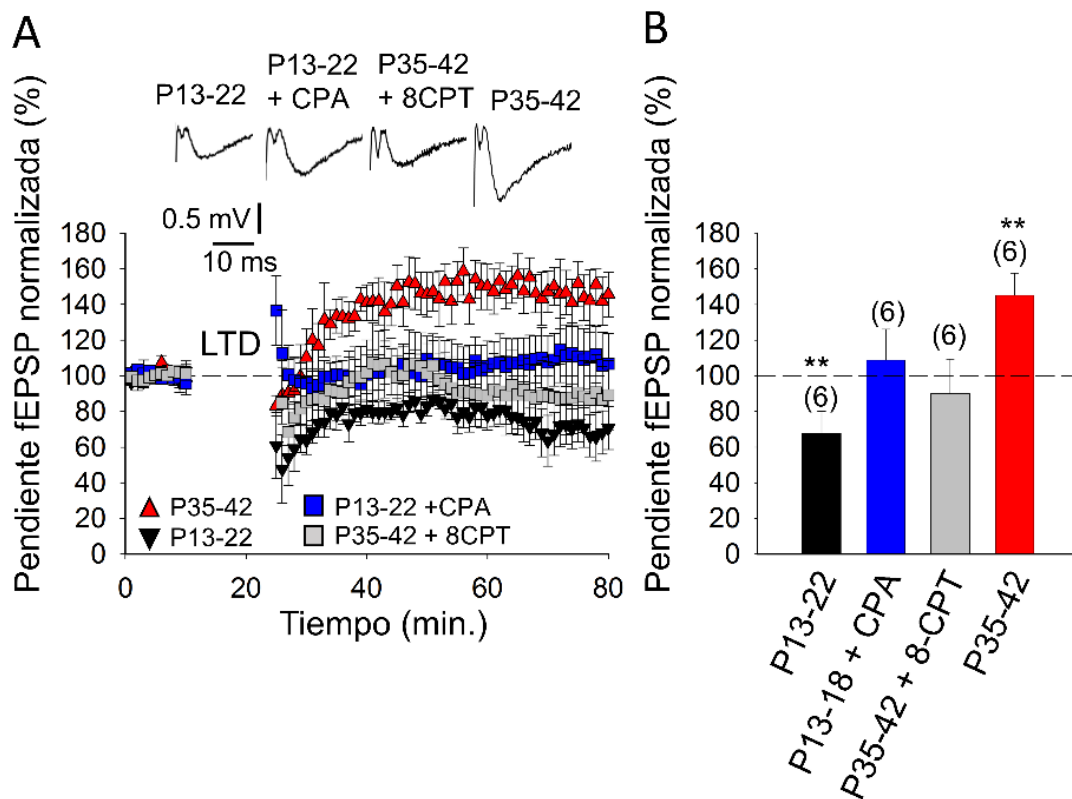 A
B
P13-22
P13-22
+ CPA
P35-42
+ 8CPT
P35-42
0.5 mV
10 ms
Pendiente fEPSP normalizada (%)
180
160
140
120
100
80
60
40
20
0
LTD
P35-42
P13-22
P13-22 +CPA
P35-42 + 8CPT
0
20
40
60
80
Tiempo (min.)
Pendiente fEPSP normalizada (%)
180
160
140
120
100
80
60
40
20
0
**
(6)
(6)
(6)
**
(6)
P13-22
P13-18 + CPA
P35-42 + 8-CPT
P35-42